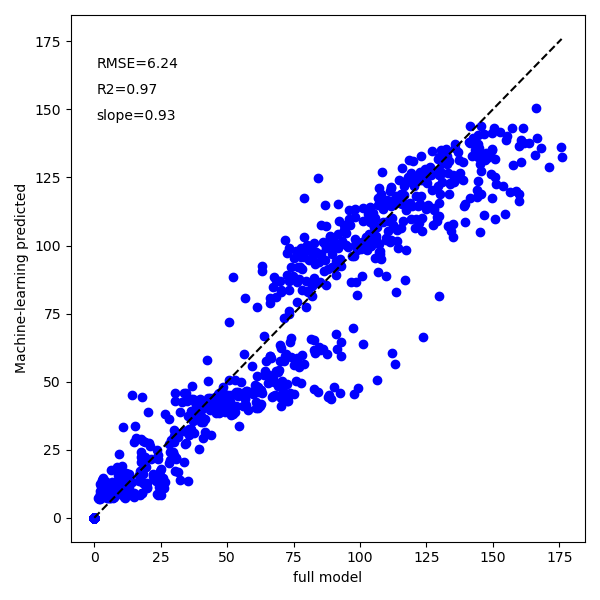 RMSE=6.24
R2=0.97
slope=0.93
175
150
125
100
75
50
25
0
Machine-learning predicted
0 25 50 75 100 125 150 175
full model